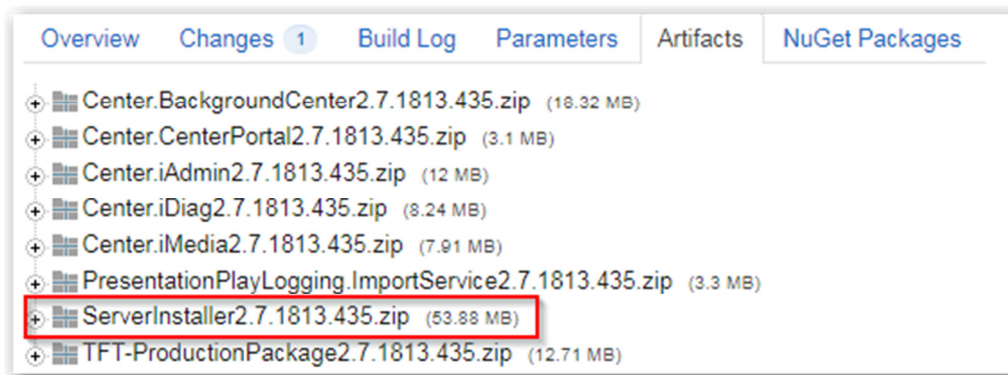 Overview Changes 1 Build Log Parameters Artifacts NuGet Packages
Center.BackgroundCenter2.7.1813.435.zip (18.32 MB)
Center.CenterPortal2.7.1813.435.zip (3.1 MB)
Center.iAdmin2.7.1813.435.zip (12 MB)
Center.iDiag2.7.1813.435.zip (8.24 MB)
Center.iMedia2.7.1813.435.zip (7.91 MB)
PresentationPlayLogging.ImportService2.7.1813.435.zip (3.3 MB)
ServerInstaller2.7.1813.435.zip (53.88 MB)
TFT-ProductionPackage2.7.1813.435.zip (12.71 MB)